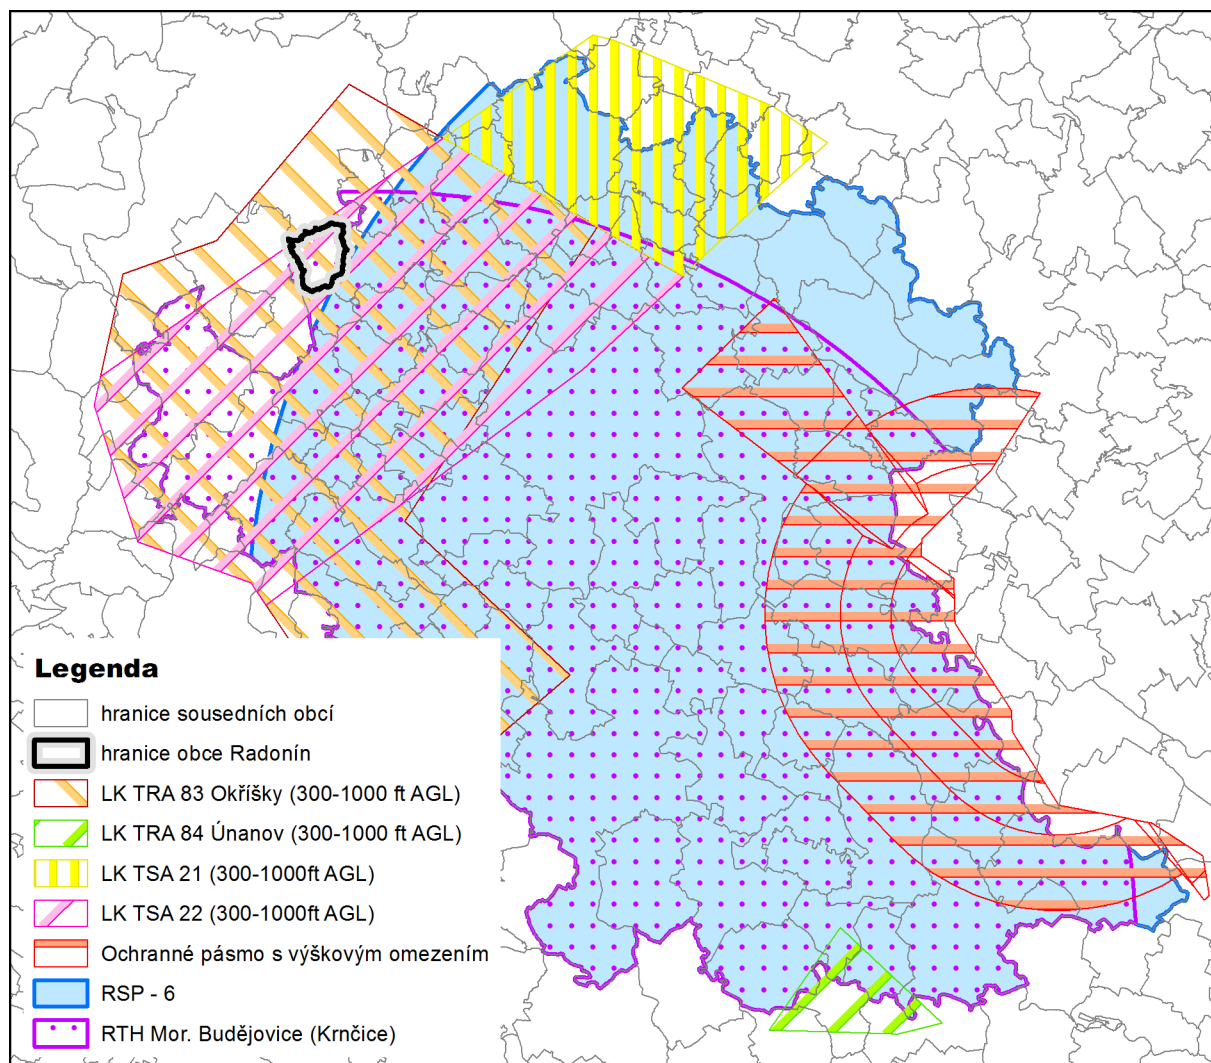 Legenda
hranice sousedních obcí
hranice obce Radonín
LK TRA 83 Okříšky (300-1000 ft AGL)
LK TRA 84 Únanov (300-1000 ft AGL)
LK TSA 21 (300-1000ft AGL)
LK TSA 22 (300-1000ft AGL)
Ochranné pásmo s výškovým omezením
RSP - 6
RTH Mor. Budějovice (Krnčice)